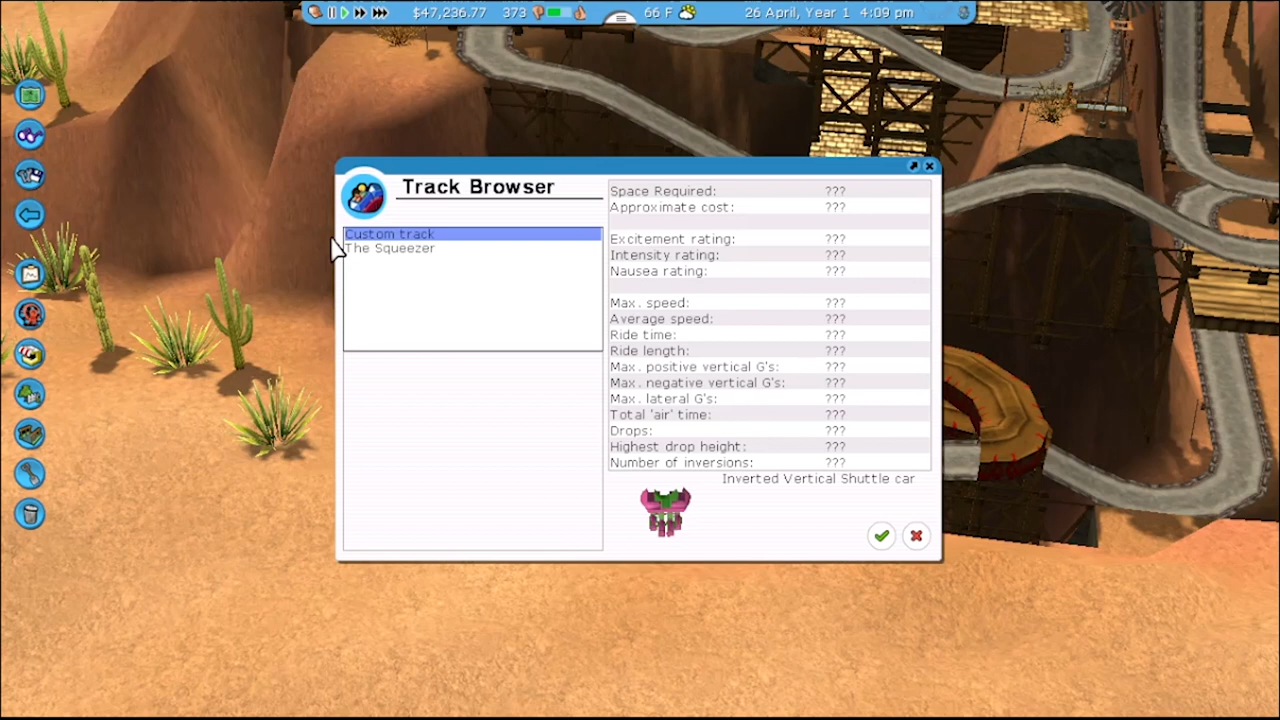 $47,236.77 373 66 F 26 April, Year 1 4:09 pm
Track Browser
Custom track
The Squeezer
Space Required: ???
Approximate cost: ???
Excitement rating: ???
Intensity rating: ???
Nausea rating: ???
Max. speed: ???
Average speed: ???
Ride time: ???
Ride length: ???
Max. positive vertical G's: ???
Max. negative vertical G's: ???
Max. lateral G's: ???
Total 'air' time: ???
Drops: ???
Highest drop height: ???
Number of inversions: ???
Inverted Vertical Shuttle car